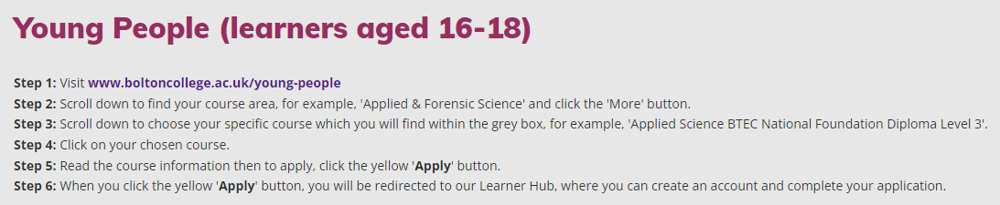 Young People (learners aged 16-18)
Step 1: Visit www.boltoncollege.ac.uk/young-people
Step 2: Scroll down to find your course area, for example, 'Applied & Forensic Science' and click the 'More' button.
Step 3: Scroll down to choose your specific course which you will find within the grey box, for example, 'Applied Science BTEC National Foundation Diploma Level 3'.
Step 4: Click on your chosen course.
Step 5: Read the course information then to apply, click the yellow 'Apply' button.
Step 6: When you click the yellow 'Apply' button, you will be redirected to our Learner Hub, where you can create an account and complete your application.